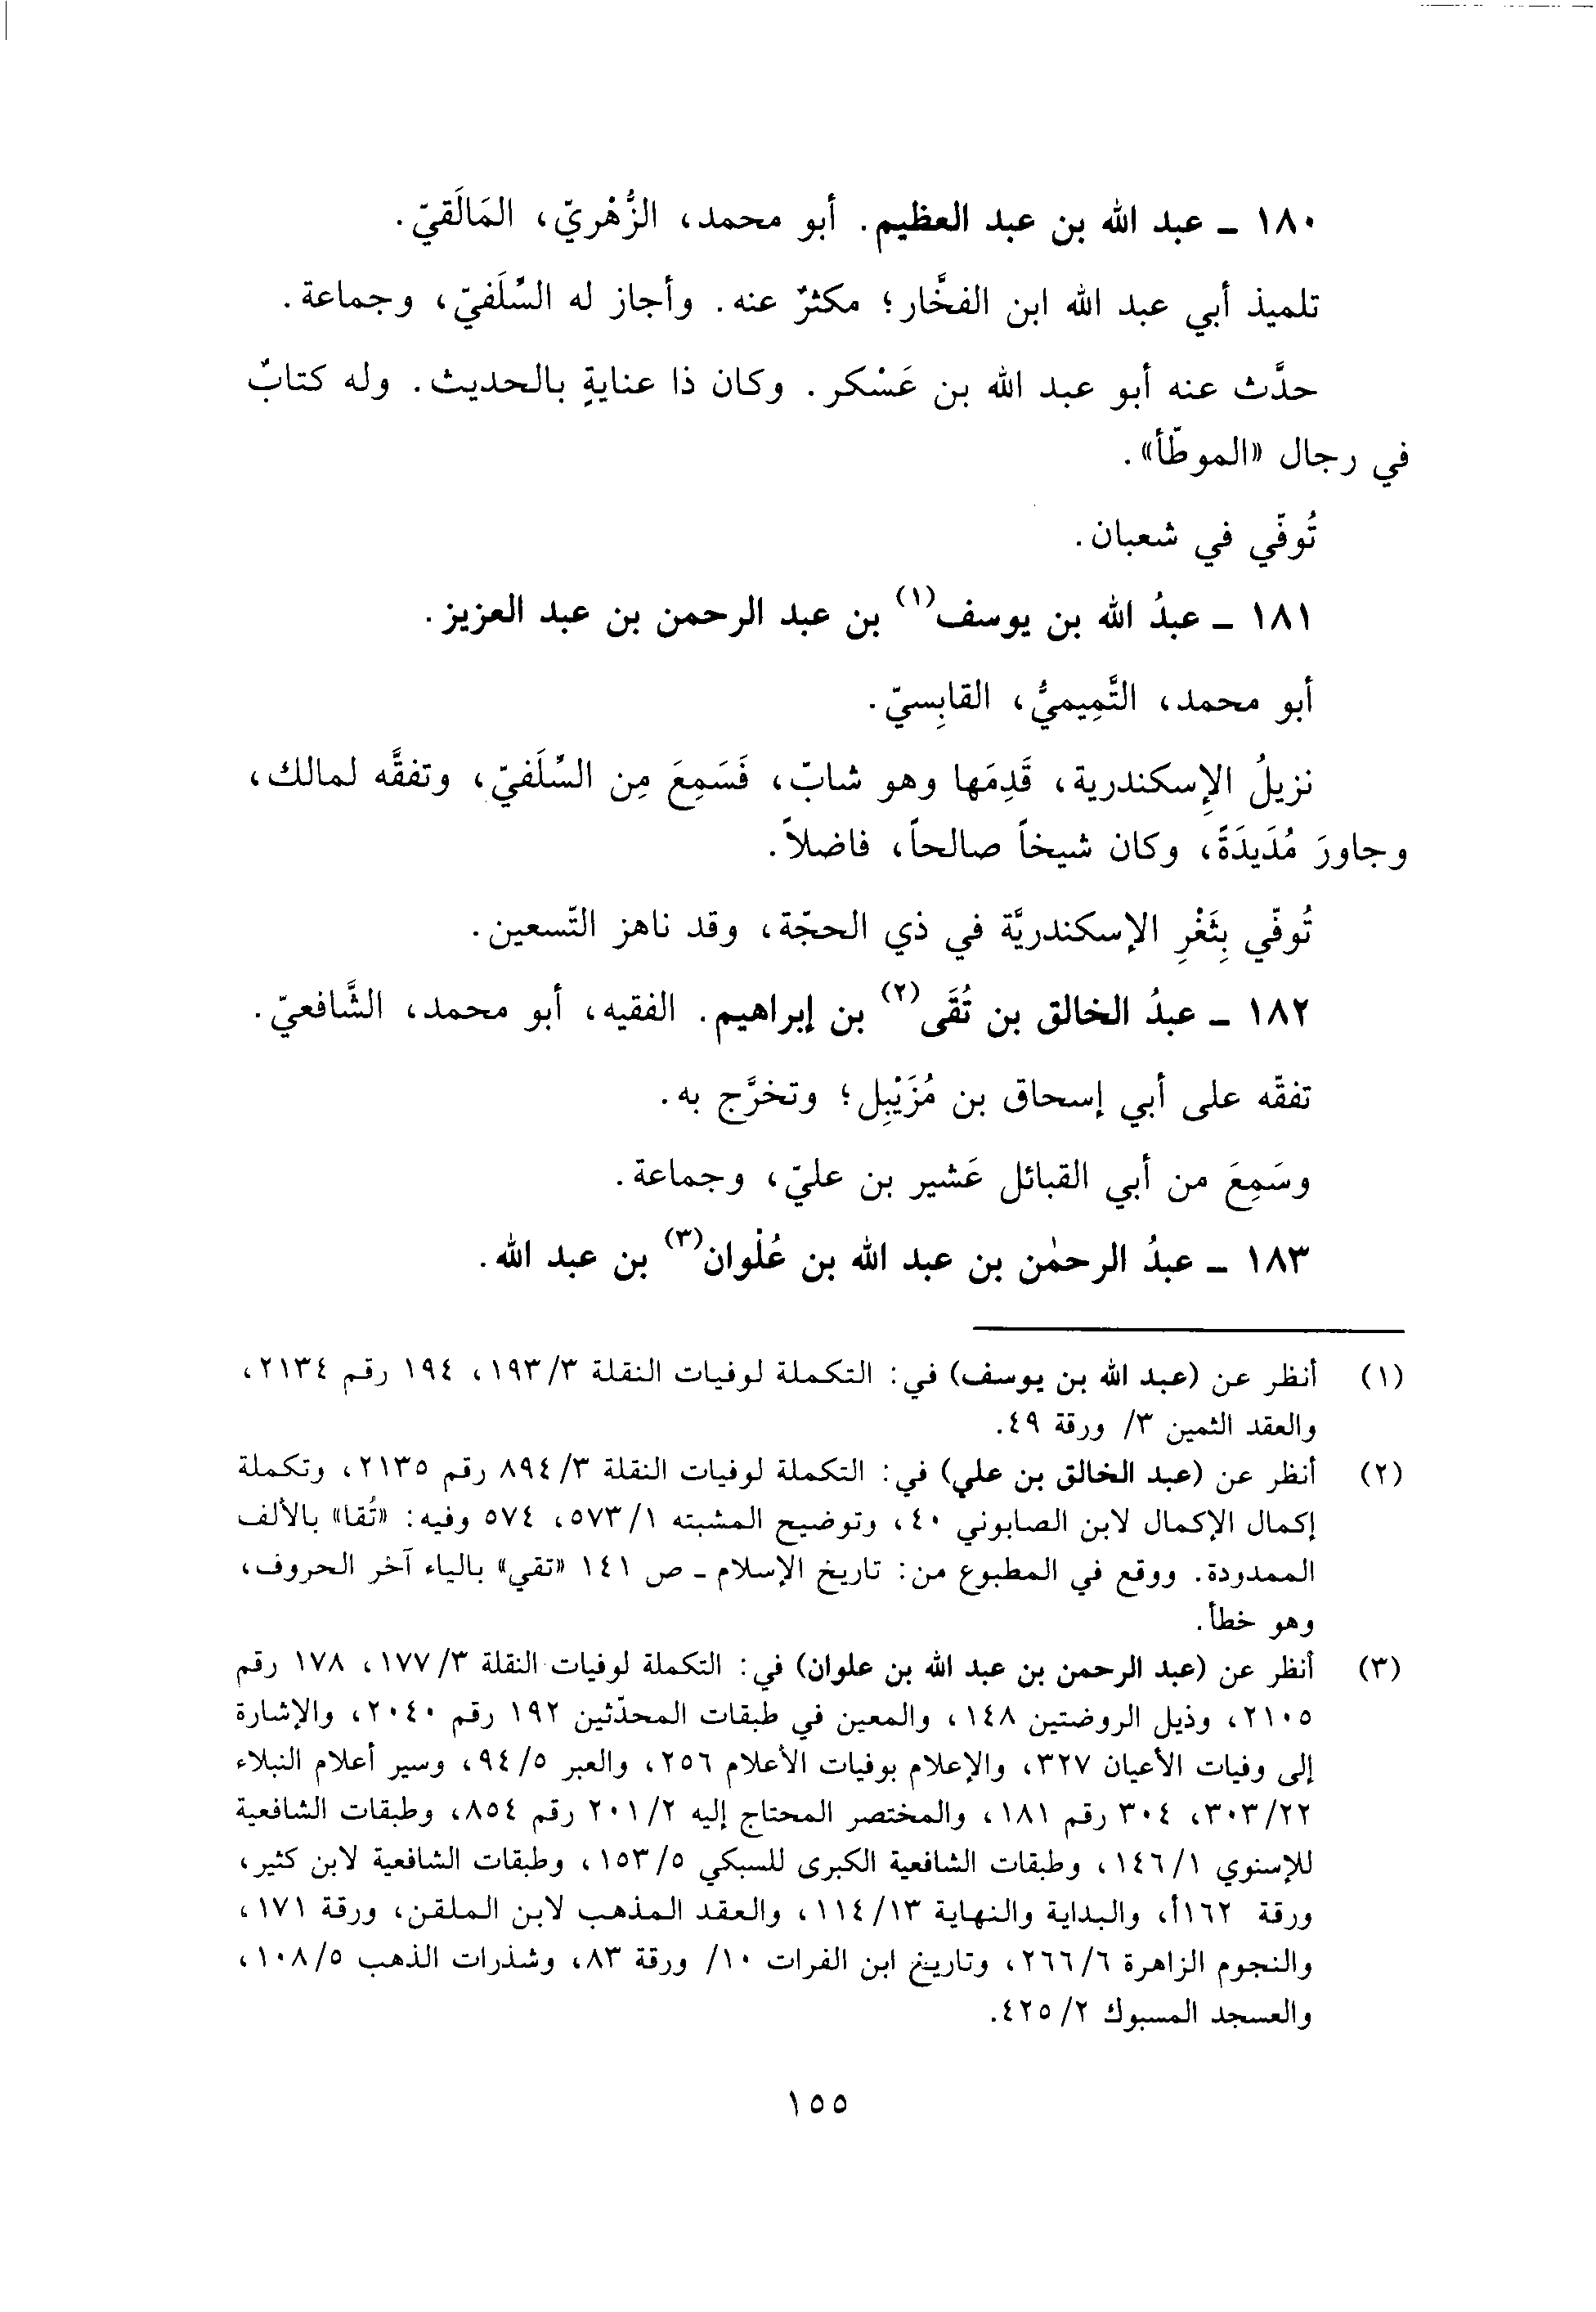 ١٨٠ ــ عبد الله بن عبد العظيم. أبو محمد، الزُّهْريّ، المَالَقيّ.
تلميذ أبي عبد الله ابن الفخَّار؛ مكثرٌ عنه. وأجاز له السِّلَفيّ، وجماعة.
حدَّث عنه أبو عبد الله بن عَسْكر. وكان ذا عنايةٍ بالحديث. وله كتابٌ
في رجال «الموطّأ».
تُوفّي في شعبان.
١٨١ ــ عبدُ الله بن يوسف(١) بن عبد الرحمن بن عبد العزيز.
أبو محمد، التَّمِيميُّ، القابِسيّ.
نزيلُ الإسكندرية، قَدِمَها وهو شابّ، فَسَمِعَ مِن السِّلَفيّ، وتفقَّه لمالك،
وجاورَ مُدَيدَةً، وكان شيخاً صالحاً، فاضلاً.
تُوفّي بِثَغْرِ الإسكندريَّة في ذي الحجّة، وقد ناهز التّسعين.
١٨٢ ــ عبدُ الخالق بن تُقَى(٢) بن إبراهيم. الفقيه، أبو محمد، الشَّافعيّ.
تفقّه على أبي إسحاق بن مُزَيْبِل؛ وتخرَّج به.
وسَمِعَ من أبي القبائل عَشير بن عليّ، وجماعة.
١٨٣ ــ عبدُ الرحمٰن بن عبد الله بن عُلْوان(٣) بن عبد الله.
(١) أنظر عن (عبد الله بن يوسف) في: التكملة لوفيات النقلة ١٩٣/٣، ١٩٤ رقم ٢١٣٤،
والعقد الثمين ٣/ ورقة ٤٩.
(٢) أنظر عن (عبد الخالق بن علي) في: التكملة لوفيات النقلة ٨٩٤/٣ رقم ٢١٣٥، وتكملة
إكمال الإكمال لابن الصابوني ٤٠، وتوضيح المشبته ٥٧٣/١، ٥٧٤ وفيه: «تُقا» بالألف
الممدودة. ووقع في المطبوع من: تاريخ الإسلام ـ ص ١٤١ «تقي» بالياء آخر الحروف،
وهو خطأ.
(٣) أنظر عن (عبد الرحمن بن عبد الله بن علوان) في: التكملة لوفيات النقلة ١٧٧/٣، ١٧٨ رقم
٢١٠٥، وذيل الروضتين ١٤٨، والمعين في طبقات المحدّثين ١٩٢ رقم ٢٠٤٠، والإشارة
إلى وفيات الأعيان ٣٢٧، والإعلام بوفيات الأعلام ٢٥٦، والعبر ٩٤/٥، وسير أعلام النبلاء
٣٠٣/٢٢، ٣٠٤ رقم ١٨١، والمختصر المحتاج إليه ٢٠١/٢ رقم ٨٥٤، وطبقات الشافعية
للإسنوي ١٤٦/١، وطبقات الشافعية الكبرى للسبكي ١٥٣/٥، وطبقات الشافعية لابن كثير،
ورقة ١٦٢أ، والبداية والنهاية ١١٤/١٣، والعقد المذهب لابن الملقن، ورقة ١٧١،
والنجوم الزاهرة ٢٦٦/٦، وتاريخ ابن الفرات ١٠/ ورقة ٨٣، وشذرات الذهب ١٠٨/٥،
والعسجد المسبوك ٤٢٥/٢.
١٥٥